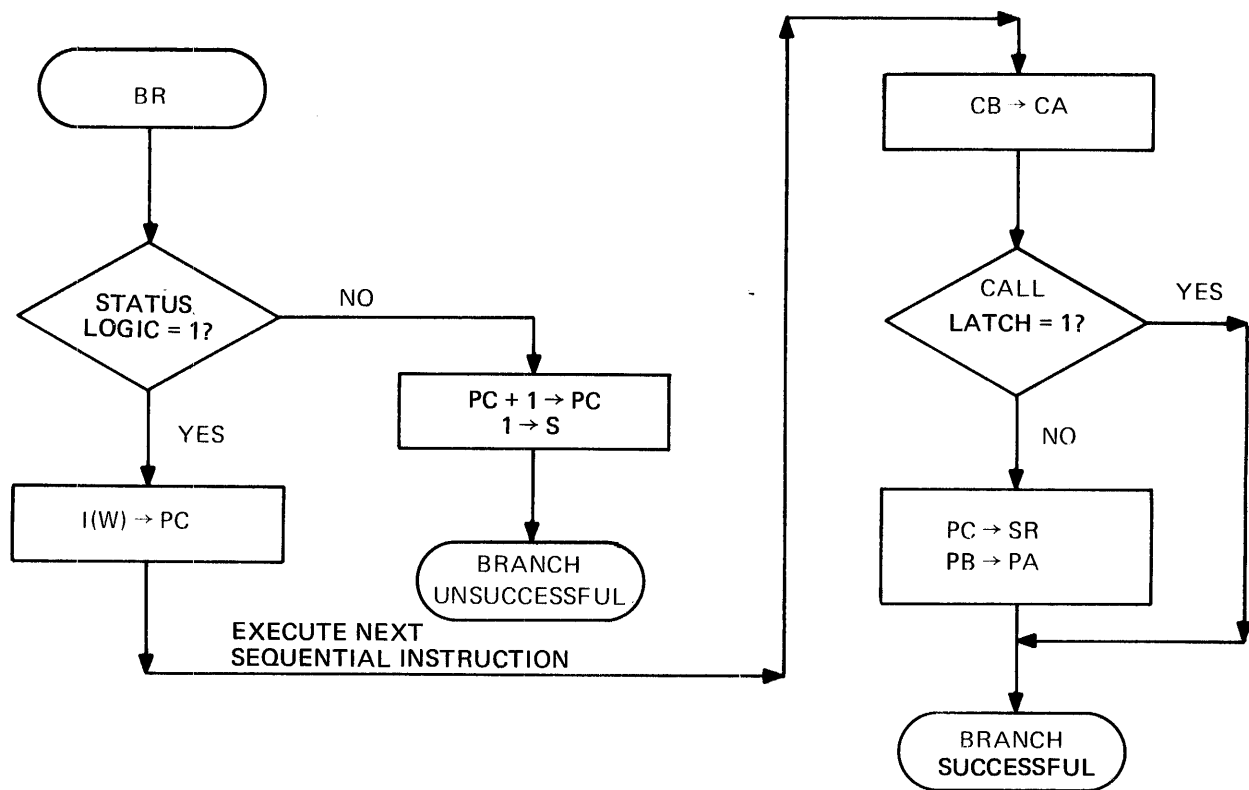 BR
STATUS
LOGIC = 1?
NO
YES
PC + 1 → PC
1 → S
I(W) → PC
BRANCH
UNSUCCESSFUL
EXECUTE NEXT
SEQUENTIAL INSTRUCTION
CB → CA
CALL
LATCH = 1?
YES
NO
PC → SR
PB → PA
BRANCH
SUCCESSFUL